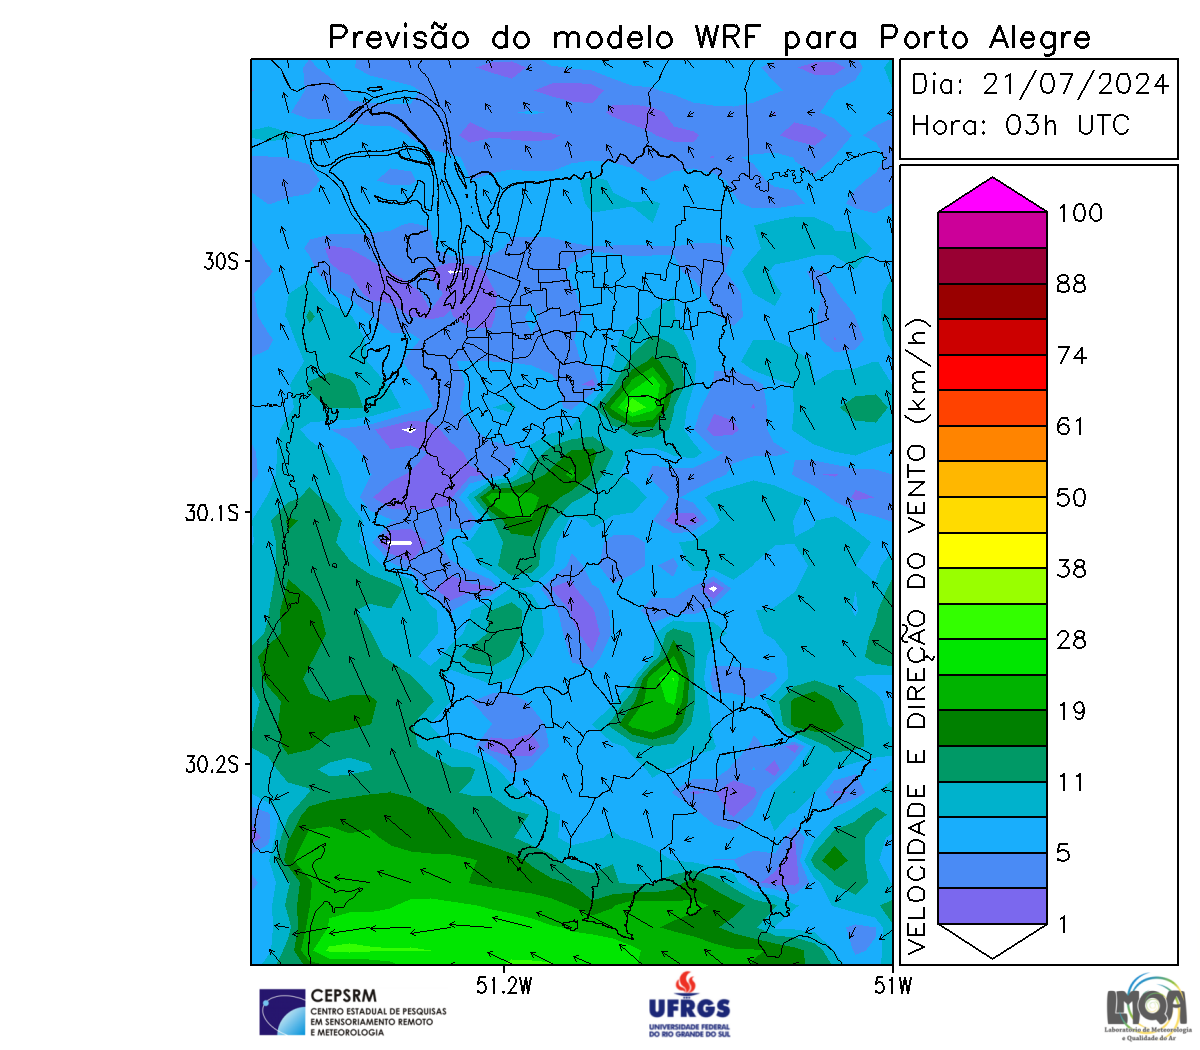 Previsão do modelo WRF para Porto Alegre
Dia: 21/07/2024
Hora: 03h UTC
30S
30.1S
30.2S
51.2W
51W
VELOCIDADE E DIREÇÃO DO VENTO (km/h)
100
88
74
61
50
38
28
19
11
5
1
CEPSRM
CENTRO ESTADUAL DE PESQUISAS
EM SENSORIAMENTO REMOTO
E METEOROLOGIA
UFRGS
UNIVERSIDADE FEDERAL
DO RIO GRANDE DO SUL
LMQA
Laboratório de Meteorologia
e Qualidade do Ar